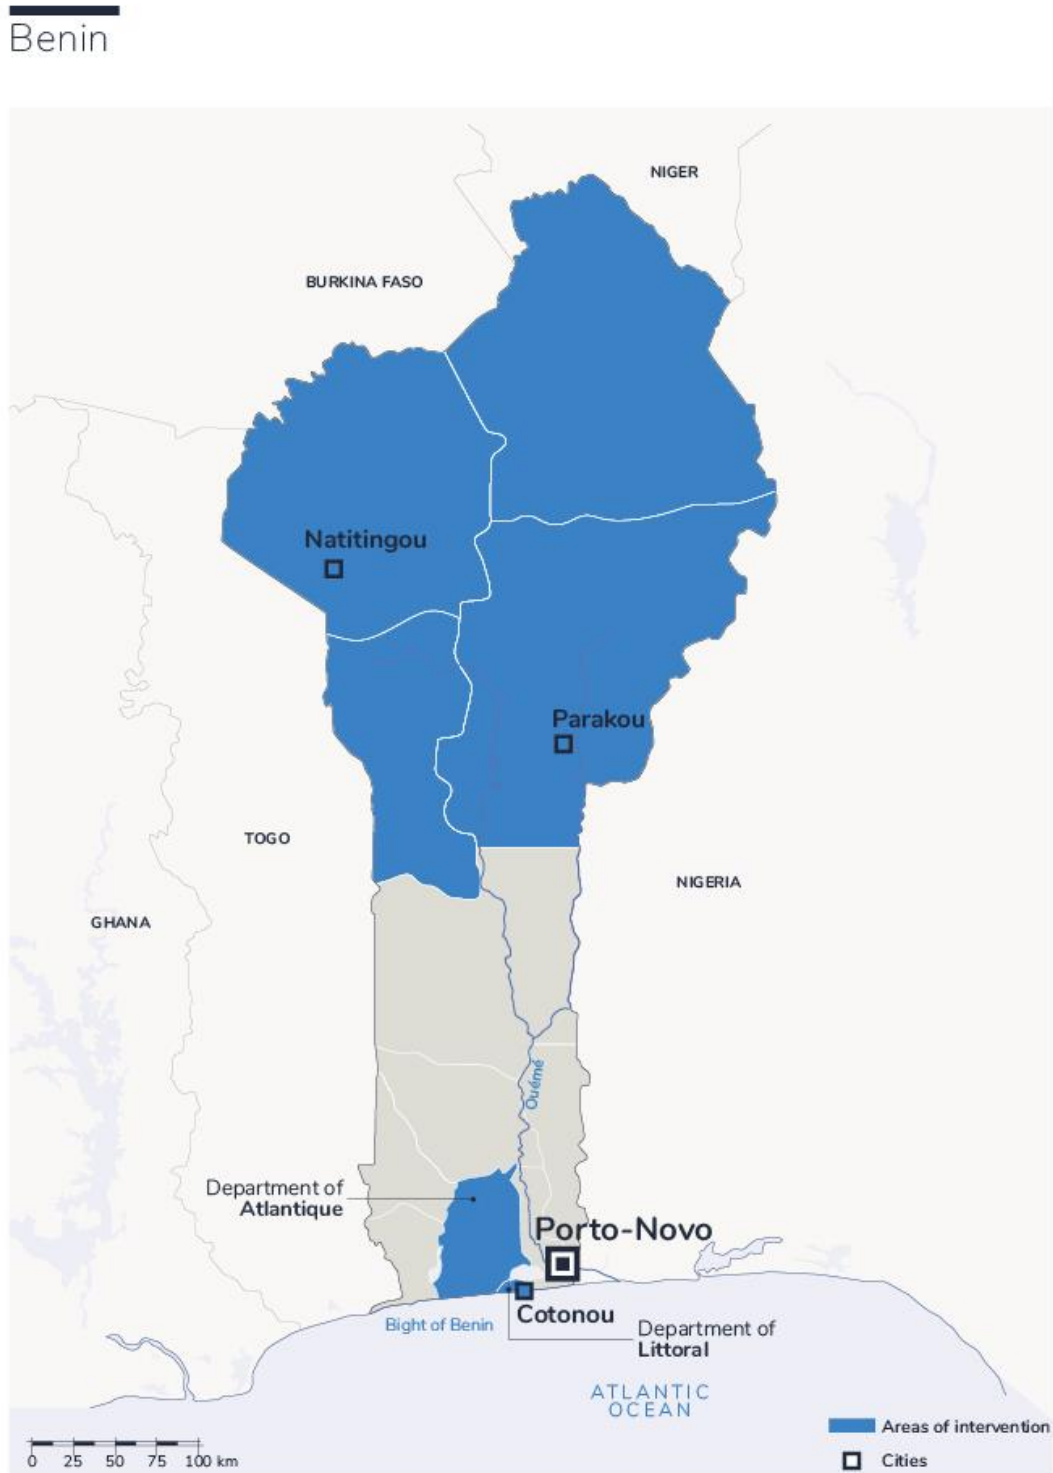 Benin
NIGER
BURKINA FASO
Natitingou
Parakou
TOGO
NIGERIA
GHANA
Ouémé
Department of
Atlantique
Porto-Novo
Cotonou
Bight of Benin
Department of
Littoral
ATLANTIC
OCEAN
Areas of intervention
Cities
0 25 50 75 100 km